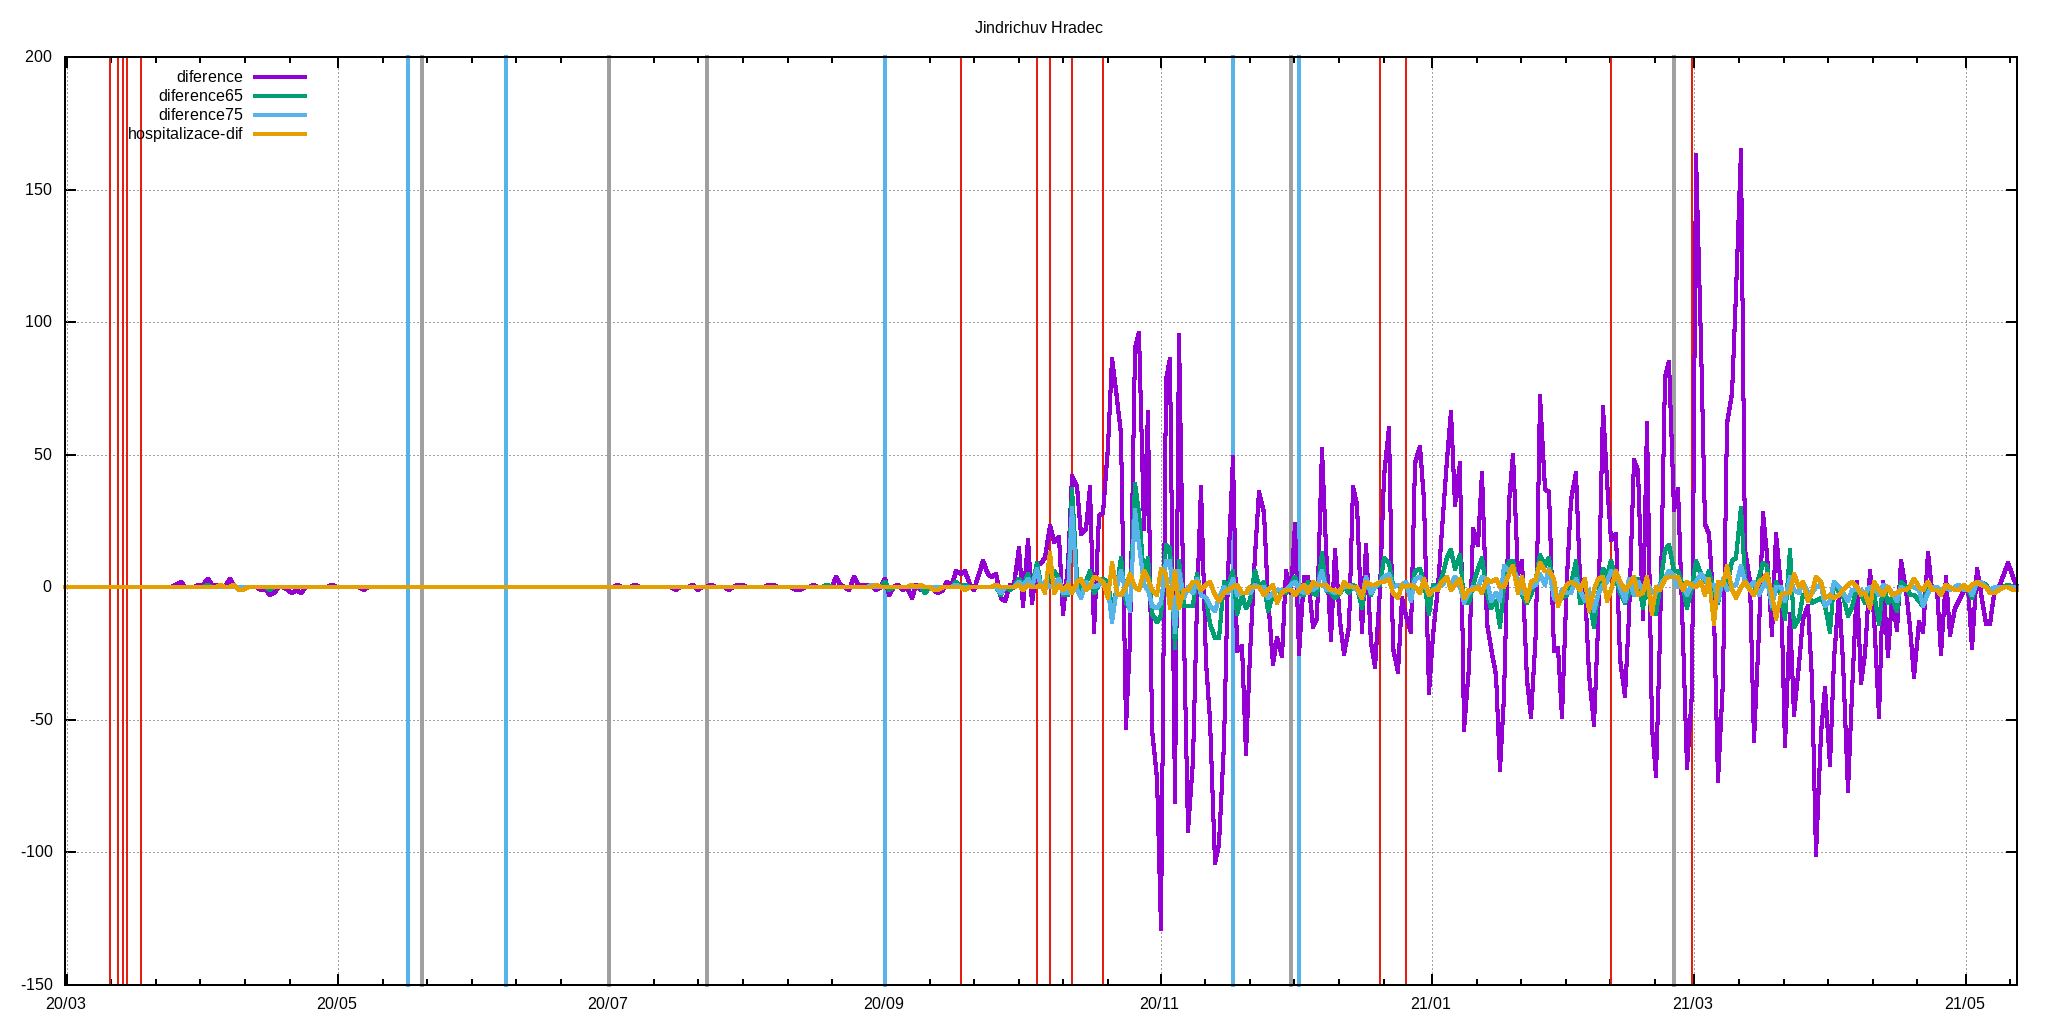 Jindrichuv Hradec
200
150
100
50
0
-50
-100
-150
diference
diference65
diference75
hospitalizace-dif
20/03 20/05 20/07 20/09 20/11 21/01 21/03 21/05